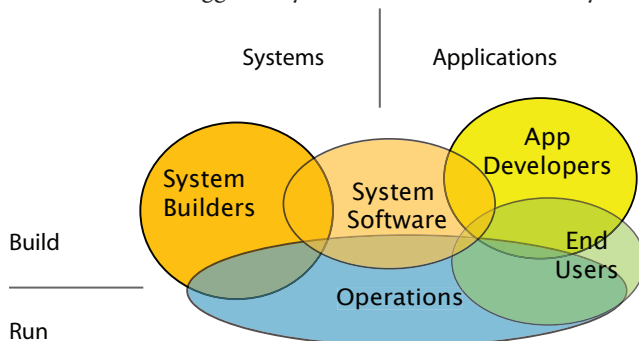 Systems
Applications
App
Developers
System
Builders
System
Software
Build
End
Users
Operations
Run